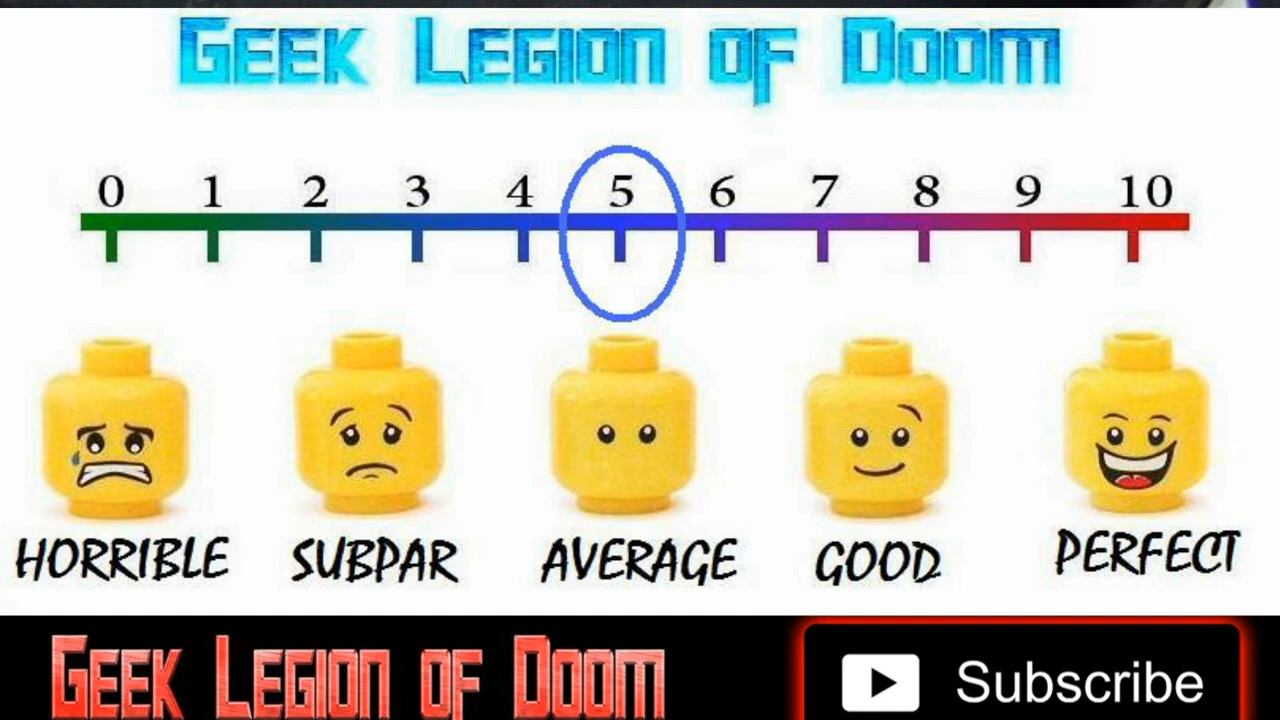 GEEK LEGION OF DOOM
0 1 2 3 4 5 6 7 8 9 10
HORRIBLE SUBPAR AVERAGE GOOD PERFECT
GEEK LEGION OF DOOM
Subscribe